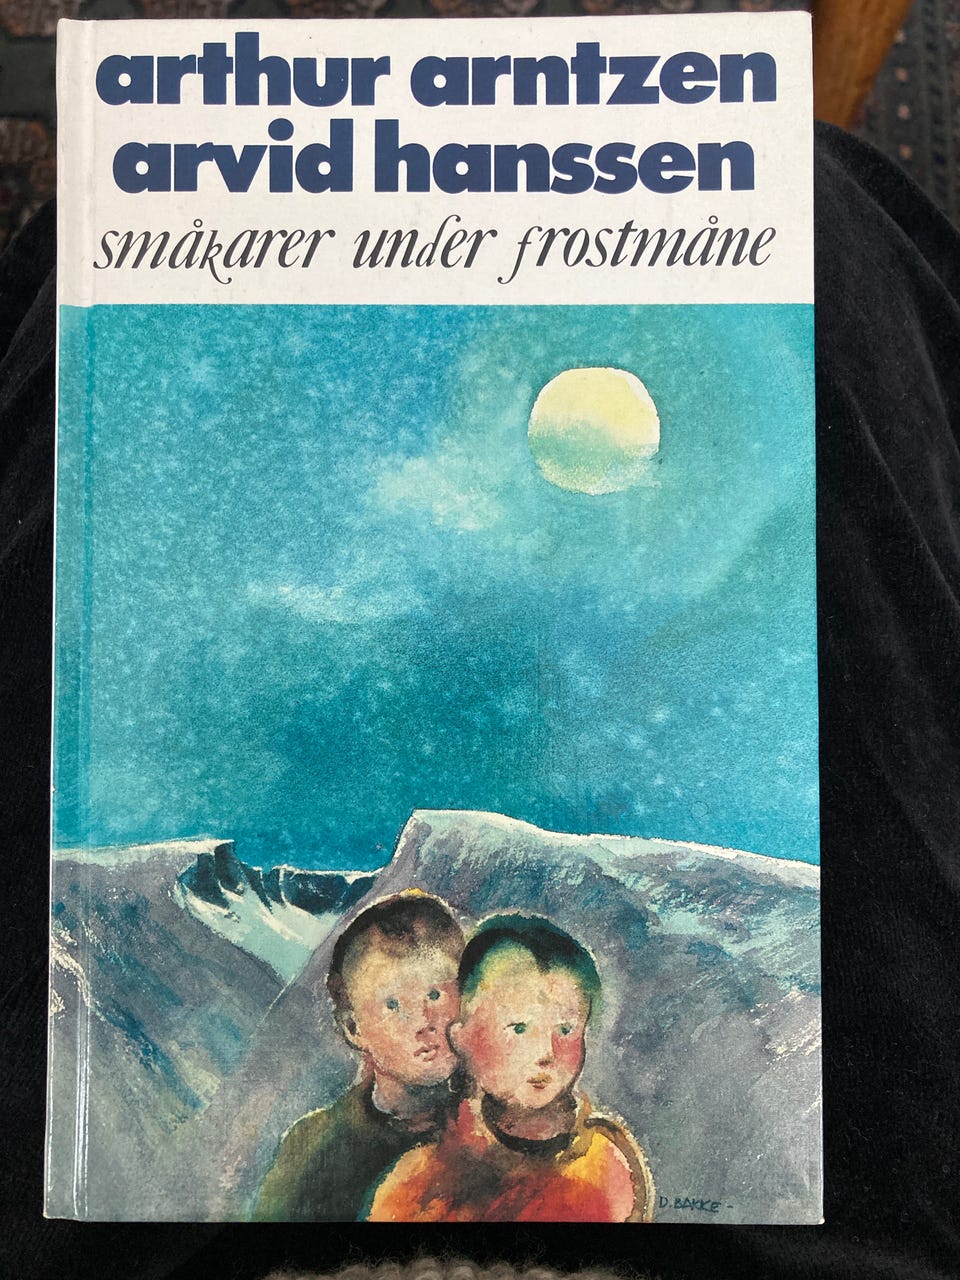 arthur arntzen
arvid hanssen
småkarer under frostmåne
D. BAKKE -